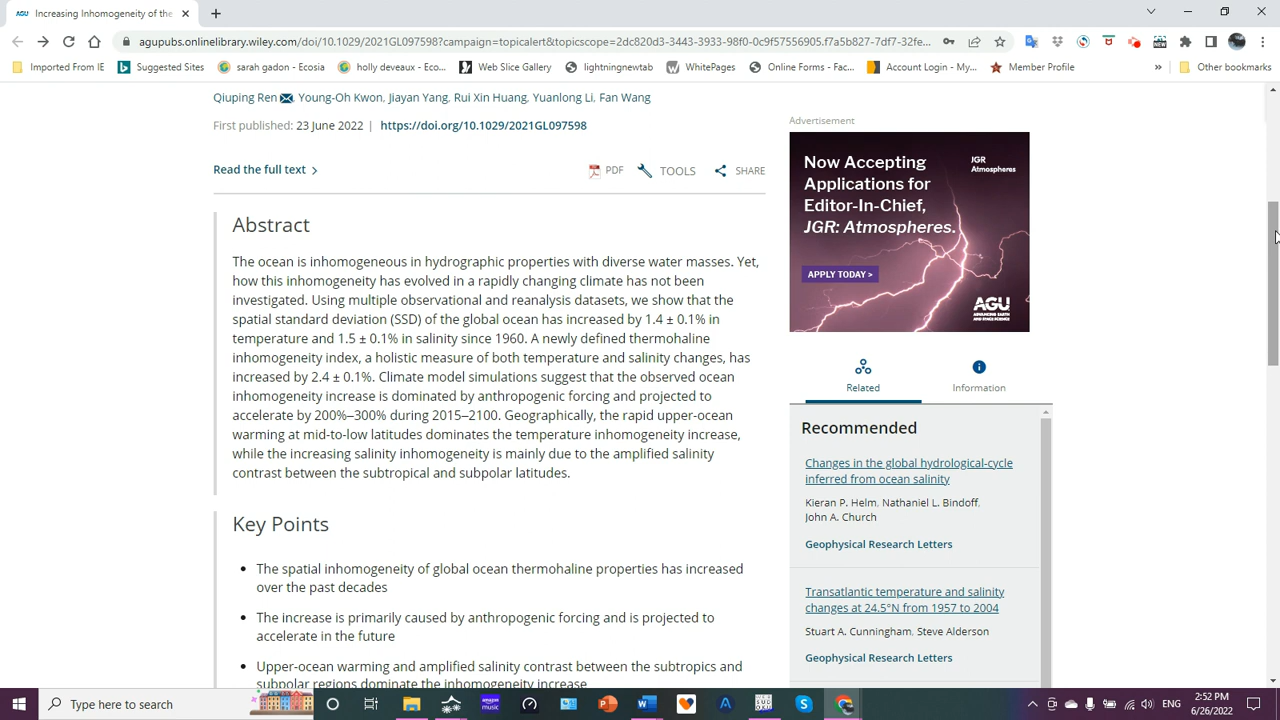 AGU Increasing Inhomogeneity of the
agupubs.onlinelibrary.wiley.com/doi/10.1029/2021GL097598?campaign=topicalert&topicscope=2dc820d3-3443-3933-98f0-0c9f57556905.f7a5b827-7df7-32fe...
Imported From IE Suggested Sites sarah gadon - Ecosia holly deveaux - Eco... Web Slice Gallery lightningnewtab WhitePages Online Forms - Fac... Account Login - My... Member Profile » Other bookmarks
Qiuping Ren, Young-Oh Kwon, Jiayan Yang, Rui Xin Huang, Yuanlong Li, Fan Wang
First published: 23 June 2022 | https://doi.org/10.1029/2021GL097598
Read the full text
PDF TOOLS SHARE
Abstract
The ocean is inhomogeneous in hydrographic properties with diverse water masses. Yet,
how this inhomogeneity has evolved in a rapidly changing climate has not been
investigated. Using multiple observational and reanalysis datasets, we show that the
spatial standard deviation (SSD) of the global ocean has increased by 1.4 ± 0.1% in
temperature and 1.5 ± 0.1% in salinity since 1960. A newly defined thermohaline
inhomogeneity index, a holistic measure of both temperature and salinity changes, has
increased by 2.4 ± 0.1%. Climate model simulations suggest that the observed ocean
inhomogeneity increase is dominated by anthropogenic forcing and projected to
accelerate by 200%–300% during 2015–2100. Geographically, the rapid upper-ocean
warming at mid-to-low latitudes dominates the temperature inhomogeneity increase,
while the increasing salinity inhomogeneity is mainly due to the amplified salinity
contrast between the subtropical and subpolar latitudes.
Key Points
• The spatial inhomogeneity of global ocean thermohaline properties has increased
over the past decades
• The increase is primarily caused by anthropogenic forcing and is projected to
accelerate in the future
• Upper-ocean warming and amplified salinity contrast between the subtropics and
subpolar regions dominate the inhomogeneity increase
Advertisement
Now Accepting
Applications for
Editor-In-Chief,
JGR: Atmospheres.
JGR
Atmospheres
APPLY TODAY >
AGU
ADVANCING EARTH
AND SPACE SCIENCE
Related Information
Recommended
Changes in the global hydrological-cycle
inferred from ocean salinity
Kieran P. Helm, Nathaniel L. Bindoff,
John A. Church
Geophysical Research Letters
Transatlantic temperature and salinity
changes at 24.5°N from 1957 to 2004
Stuart A. Cunningham, Steve Alderson
Geophysical Research Letters
Type here to search
amazon music
ENG
2:52 PM
6/26/2022